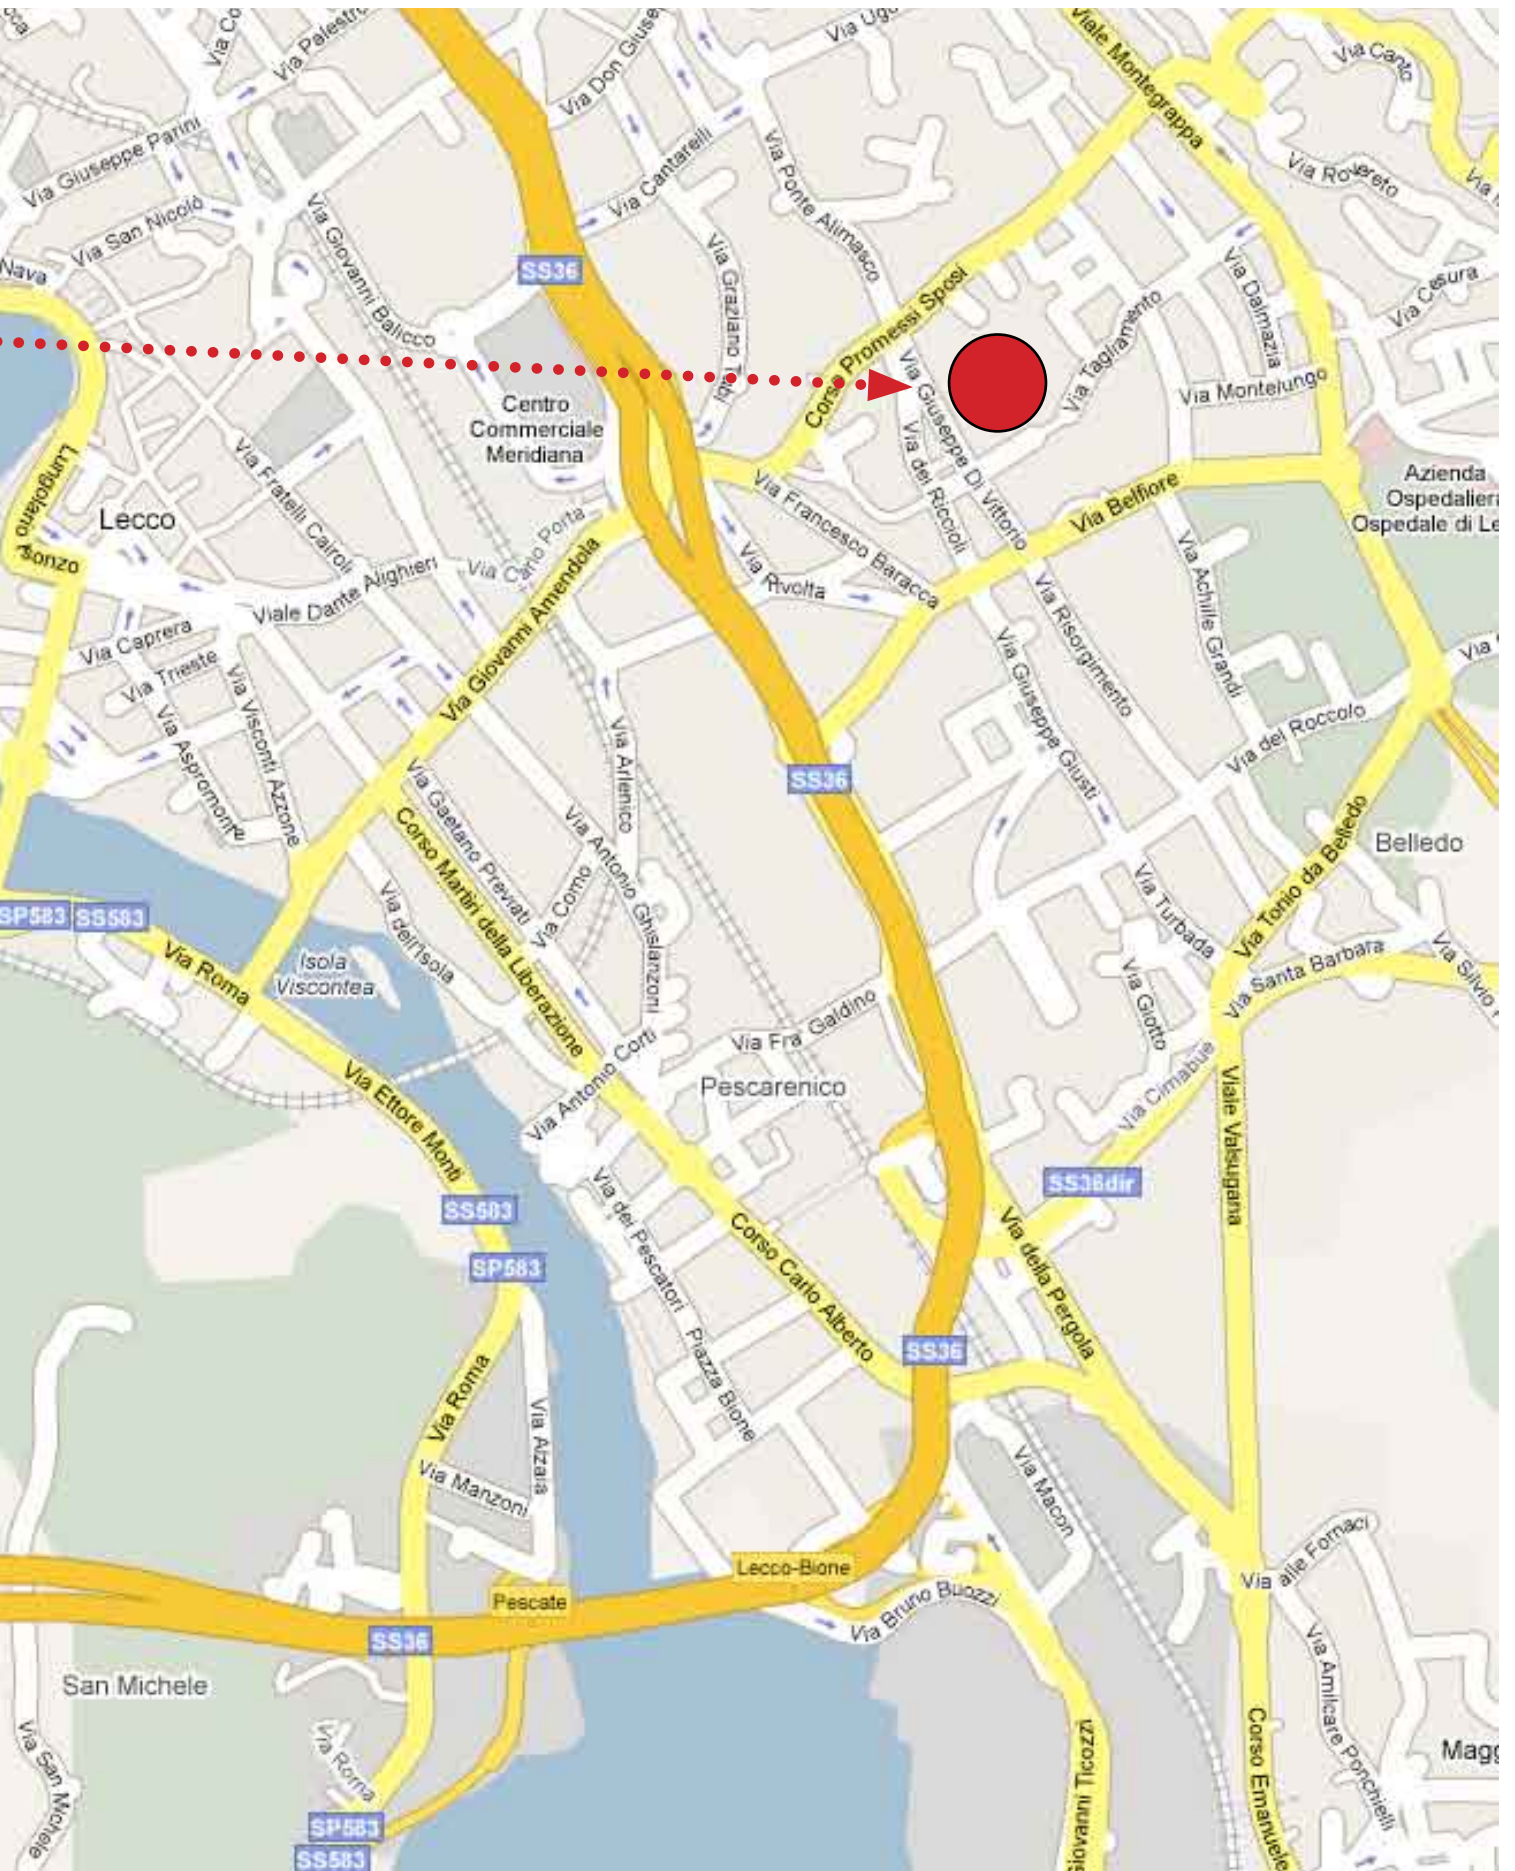 Via Co
Via Palestro
Via Don Giuse
Via Ugo
Viale Montegrappa
Via Canto
Via Giuseppe Parini
Via Cantarelli
Via Ponte Alimasco
Via Rovereto
Via San Nicolò
Via Giovanni Balicco
Nava
SS36
Via Graziano Tubi
Corso Promessi Sposi
Via Dalmazia
Via Cesura
Via Tagliamento
Via Giuseppe Di Vittorio
Via Montelungo
Centro
Commerciale
Meridiana
Via dei Riccioli
Lungolario
Isonzo
Lecco
Via Fratelli Cairoli
Via Carlo Porta
Via Francesco Baracca
Via Belfiore
Azienda
Ospedaliera
Ospedale di Le
Viale Dante Alighieri
Via Giovanni Amendola
Via Rivolta
Via Risorgimento
Via Achille Grandi
Via Caprera
Via Trieste
Via Visconti Azzone
Via Aspromonte
Via Giuseppe Giusti
Via del Roccolo
Via Arlenico
SS36
Via Gaetano Previati
Via Antonio Ghislanzoni
Corso Martiri della Liberazione
Via Como
Via Tonio da Belledo
Belledo
Via Turbada
Via dell'Isola
SP583
SS583
Via Roma
Isola
Viscontea
Via Santa Barbara
Via Silvio
Via Giotto
Via Fra Galdino
Via Antonio Corti
Pescarenico
Via Ettore Monti
Via Cimabue
Viale Valsugana
SS36dir
SS583
SP583
Via dei Pescatori
Corso Carlo Alberto
Via della Pergola
SS36
Piazza Bione
Via Roma
Via Alzaia
Via Manzoni
Via Macon
Via alle Fornaci
Lecco-Bione
Pescate
Via Bruno Buozzi
SS36
San Michele
Via Amilcare Ponchielli
Via Roma
Via San Michele
Giovanni Ticozzi
Corso Emanuele
Magg
SP583
SS583